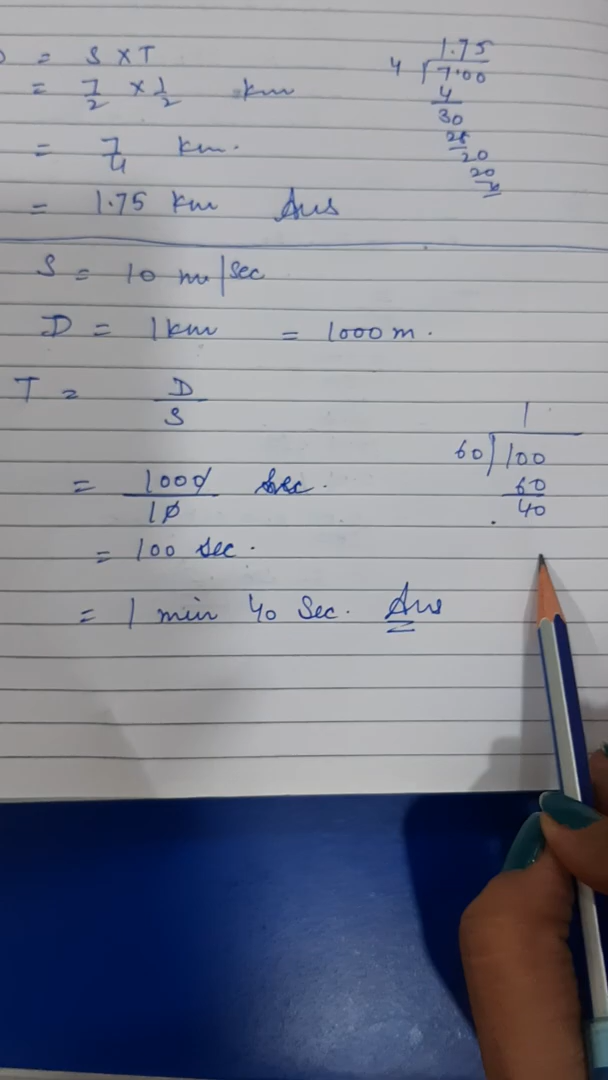 = S X T
= 7/2 x 1/2 km
= 7/4 km.
= 1.75 km Ans
1.75
4 7.00
4
30
28
20
20
x
S = 10 m/sec
D = 1 km = 1000 m.
T = D/S
= 1000/10 sec.
= 100 sec.
= 1 min 40 Sec. Ans
1
60 100
60
40